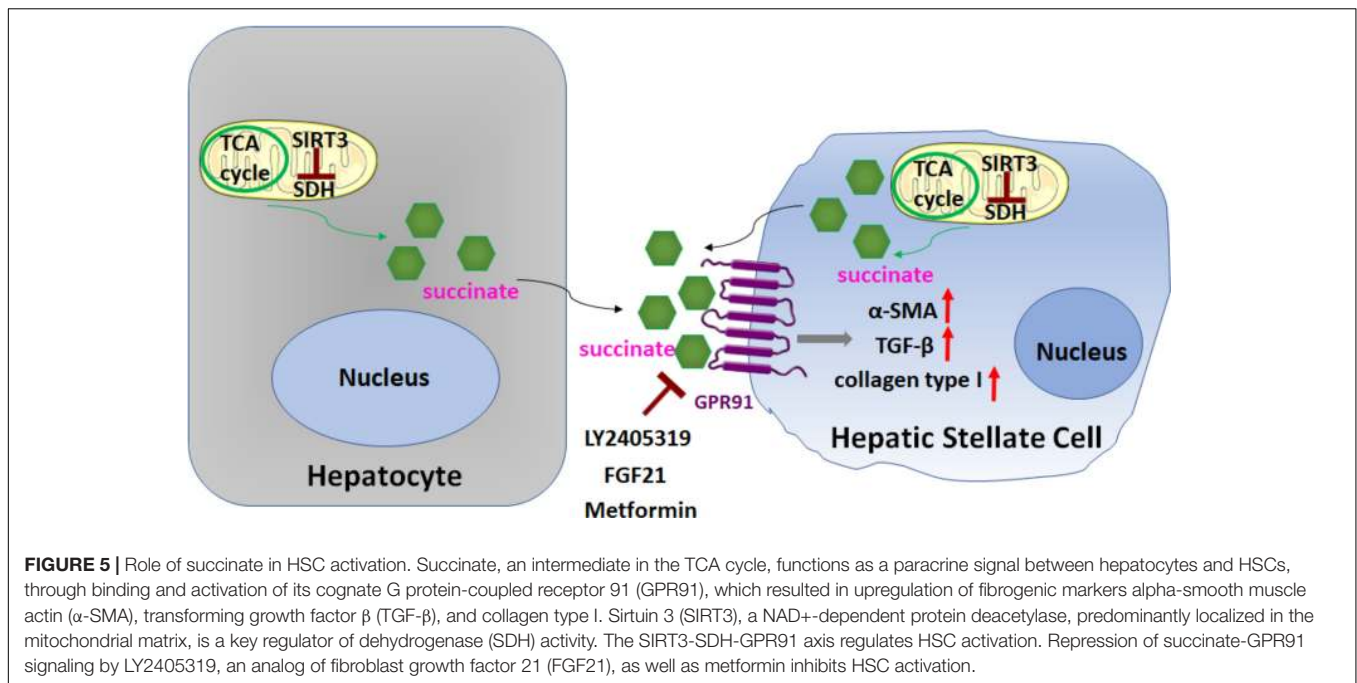 TCA
cycle
SIRT3
SDH
succinate
Nucleus
Hepatocyte
succinate
GPR91
LY2405319
FGF21
Metformin
TCA
cycle
SIRT3
SDH
succinate
α-SMA
TGF-β
collagen type I
Nucleus
Hepatic Stellate Cell
FIGURE 5 | Role of succinate in HSC activation. Succinate, an intermediate in the TCA cycle, functions as a paracrine signal between hepatocytes and HSCs,
through binding and activation of its cognate G protein-coupled receptor 91 (GPR91), which resulted in upregulation of fibrogenic markers alpha-smooth muscle
actin (α-SMA), transforming growth factor β (TGF-β), and collagen type I. Sirtuin 3 (SIRT3), a NAD+-dependent protein deacetylase, predominantly localized in the
mitochondrial matrix, is a key regulator of dehydrogenase (SDH) activity. The SIRT3-SDH-GPR91 axis regulates HSC activation. Repression of succinate-GPR91
signaling by LY2405319, an analog of fibroblast growth factor 21 (FGF21), as well as metformin inhibits HSC activation.